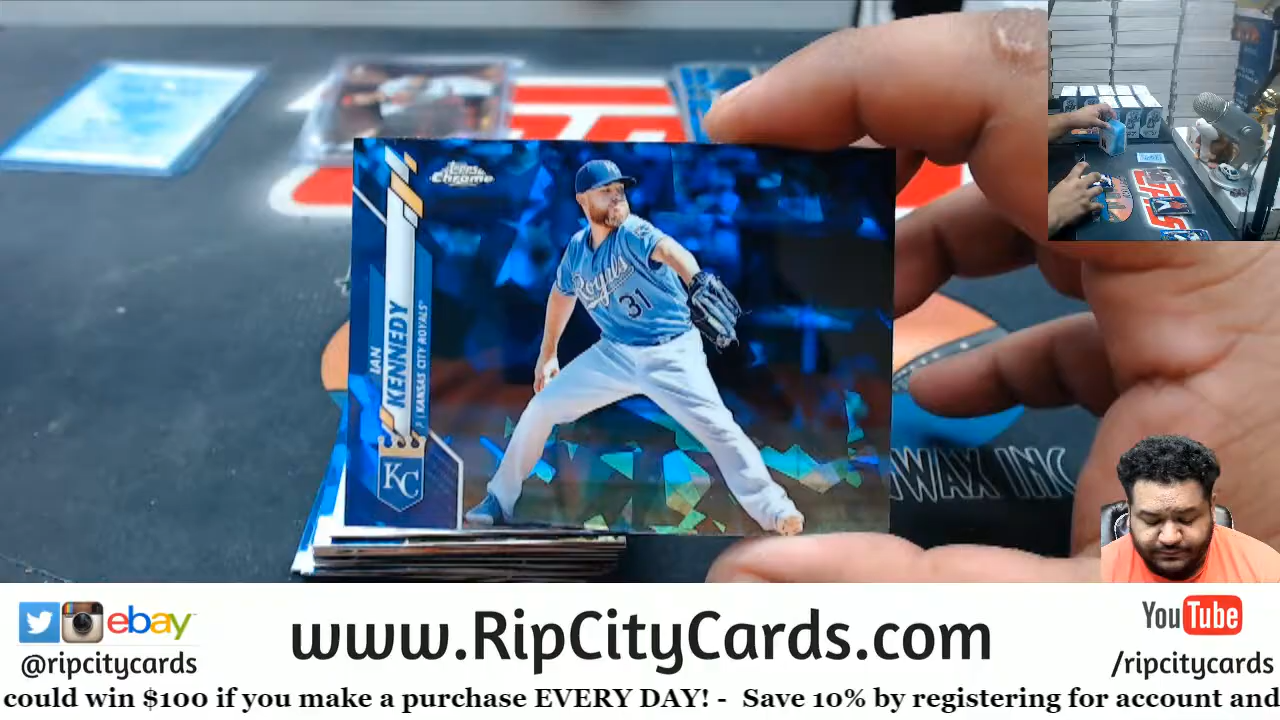 Topps
Chrome
IAN
KENNEDY
P | KANSAS CITY ROYALS™
KC
Royals
31
WAX INC
ebay
@ripcitycards
www.RipCityCards.com
YouTube
/ripcitycards
could win $100 if you make a purchase EVERY DAY! - Save 10% by registering for account and